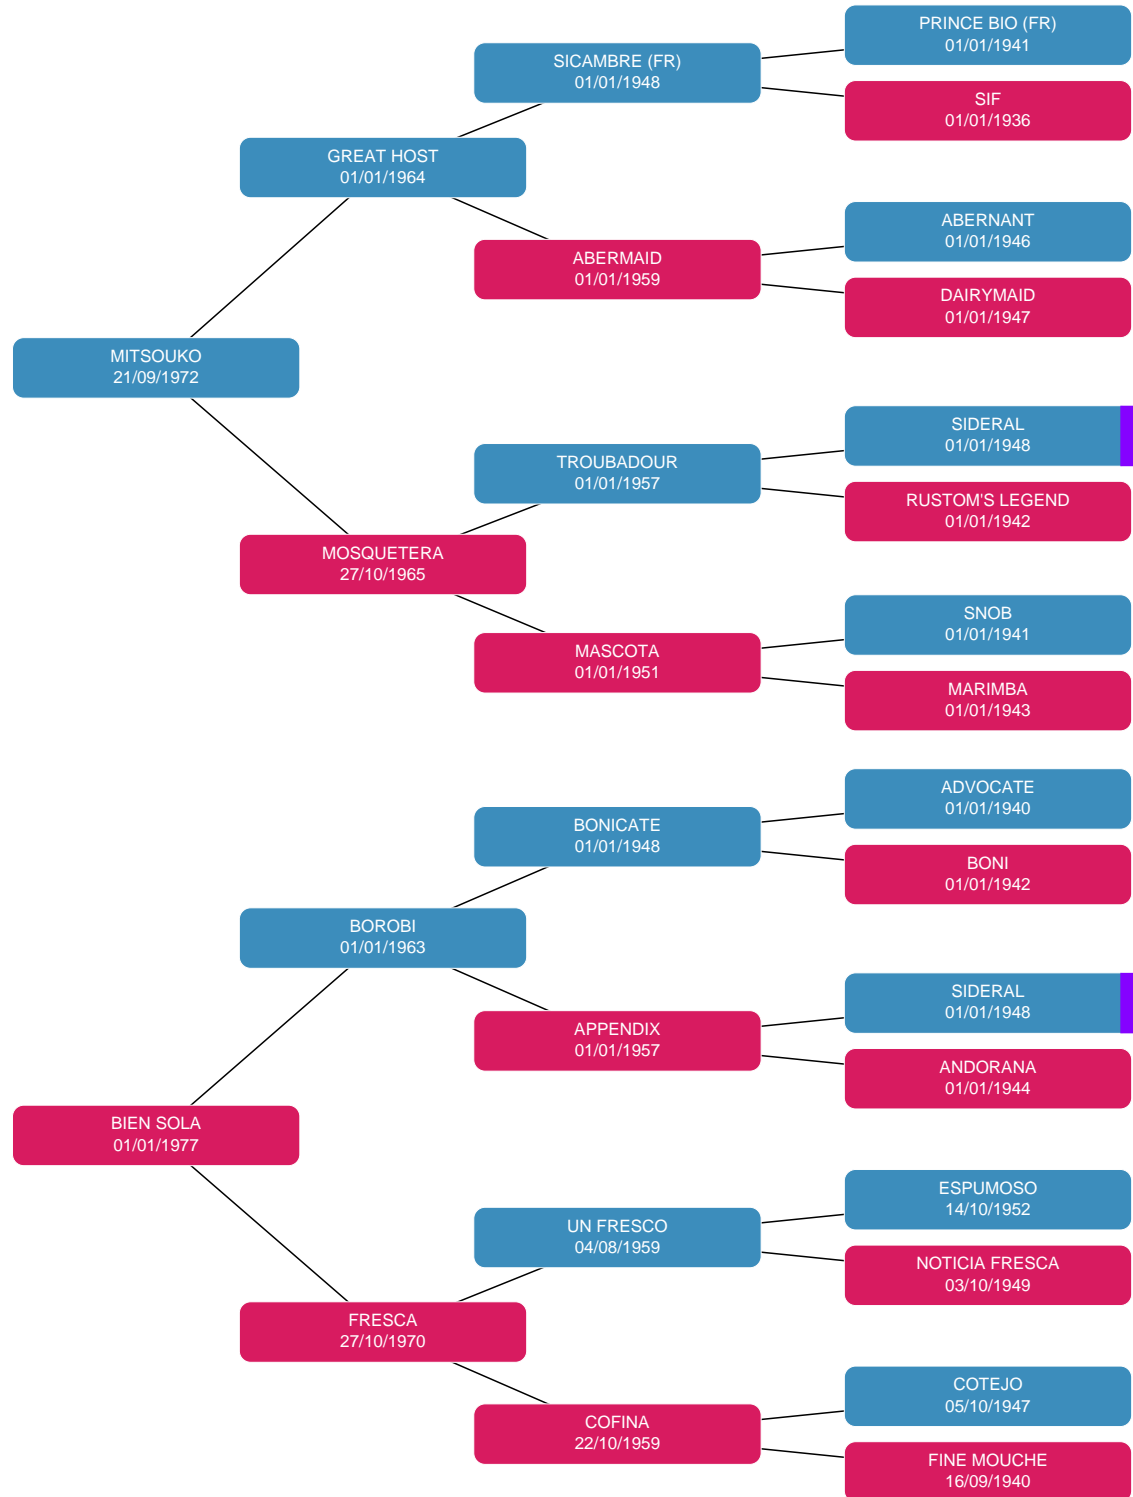 PRINCE BIO (FR)
01/01/1941
SICAMBRE (FR)
01/01/1948
SIF
01/01/1936
GREAT HOST
01/01/1964
ABERNANT
01/01/1946
ABERMAID
01/01/1959
DAIRYMAID
01/01/1947
MITSOUKO
21/09/1972
SIDERAL
01/01/1948
TROUBADOUR
01/01/1957
RUSTOM'S LEGEND
01/01/1942
MOSQUETERA
27/10/1965
SNOB
01/01/1941
MASCOTA
01/01/1951
MARIMBA
01/01/1943
ADVOCATE
01/01/1940
BONICATE
01/01/1948
BONI
01/01/1942
BOROBI
01/01/1963
SIDERAL
01/01/1948
APPENDIX
01/01/1957
ANDORANA
01/01/1944
BIEN SOLA
01/01/1977
ESPUMOSO
14/10/1952
UN FRESCO
04/08/1959
NOTICIA FRESCA
03/10/1949
FRESCA
27/10/1970
COTEJO
05/10/1947
COFINA
22/10/1959
FINE MOUCHE
16/09/1940